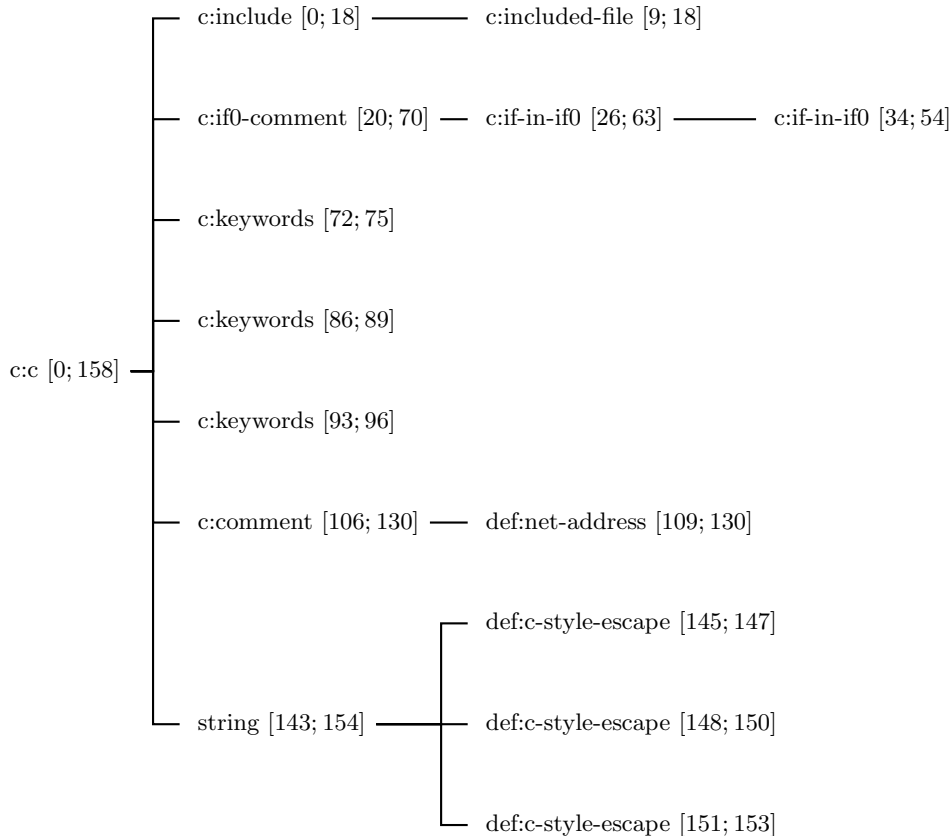 c:include [0; 18] c:included-file [9; 18]
c:if0-comment [20; 70] c:if-in-if0 [26; 63] c:if-in-if0 [34; 54]
c:keywords [72; 75]
c:keywords [86; 89]
c:c [0; 158]
c:keywords [93; 96]
c:comment [106; 130] def:net-address [109; 130]
def:c-style-escape [145; 147]
string [143; 154] def:c-style-escape [148; 150]
def:c-style-escape [151; 153]